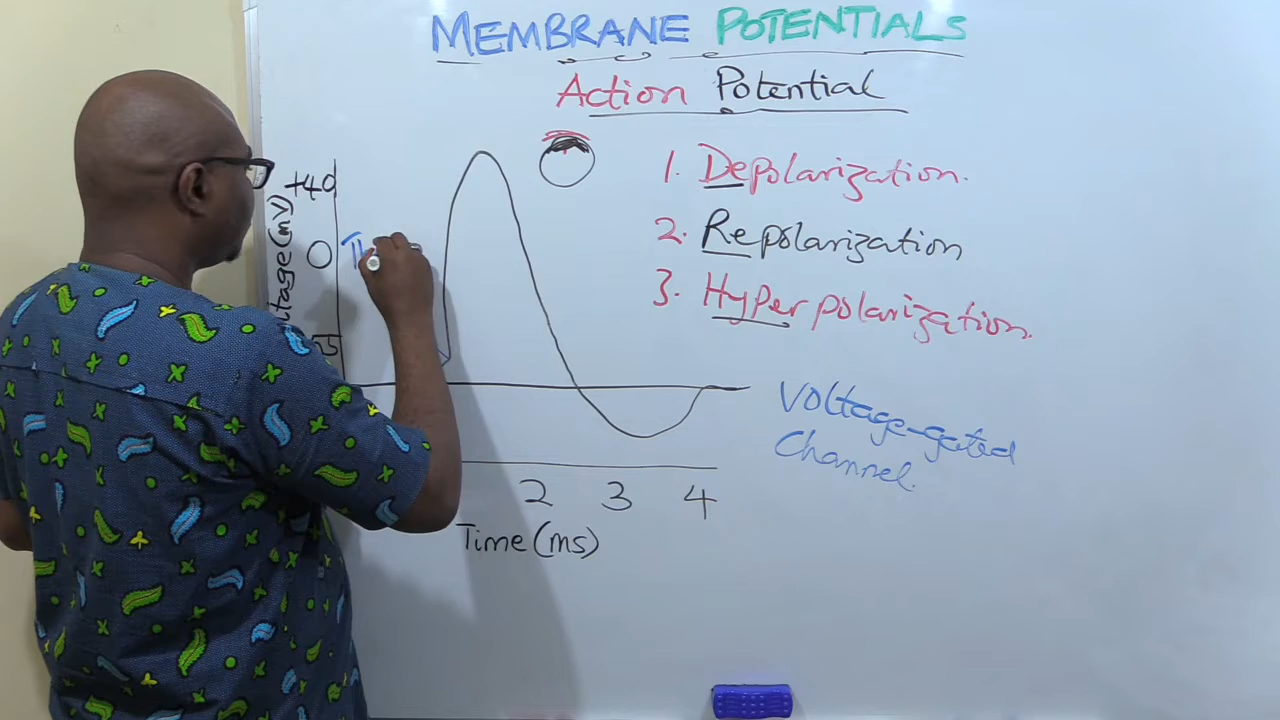 MEMBRANE POTENTIALS
Action Potential
1. Depolarization.
2. Repolarization
3. Hyperpolarization.
+40
0
(mV)
Voltage-gated
Channel.
2 3 4
Time (ms)